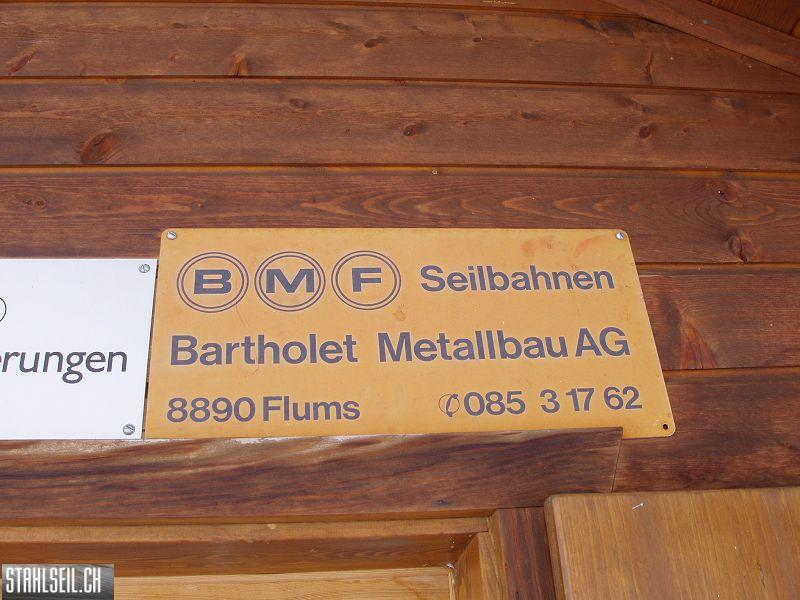 BMF Seilbahnen
Bartholet Metallbau AG
8890 Flums ✆ 085 3 17 62
erungen
STAHLSEIL.CH